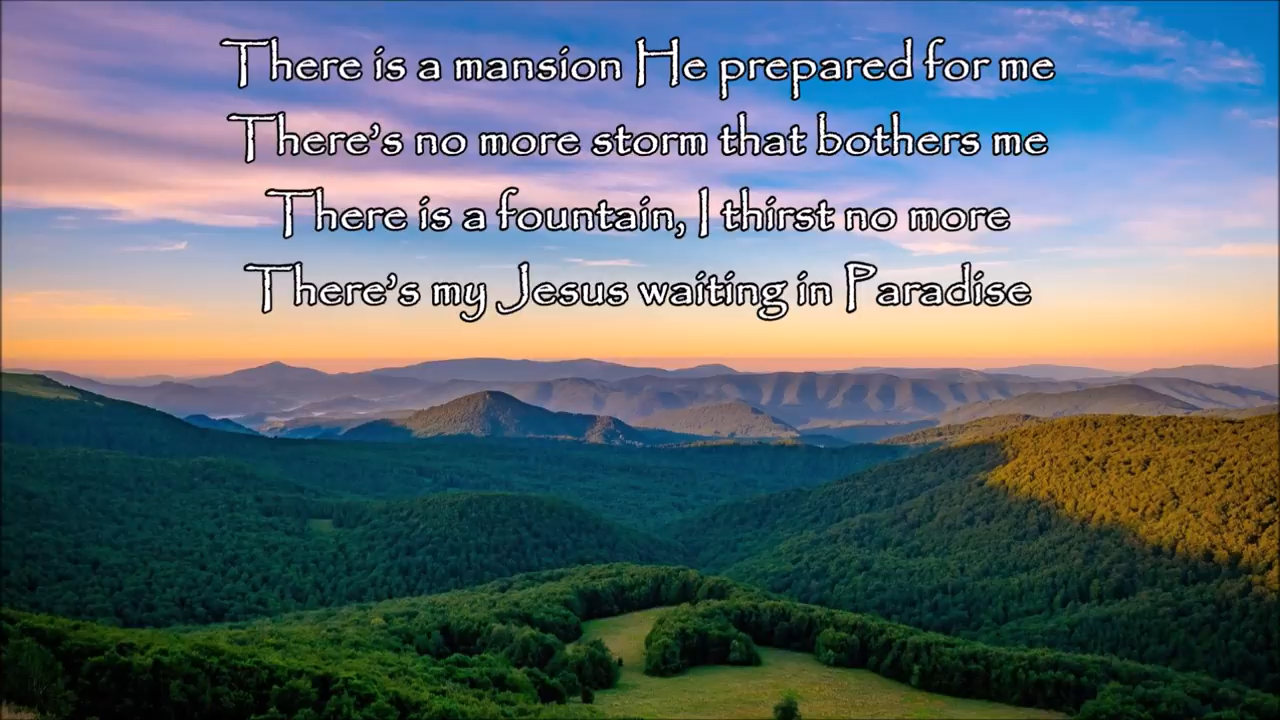 There is a mansion He prepared for me
There's no more storm that bothers me
There is a fountain, I thirst no more
There's my Jesus waiting in Paradise